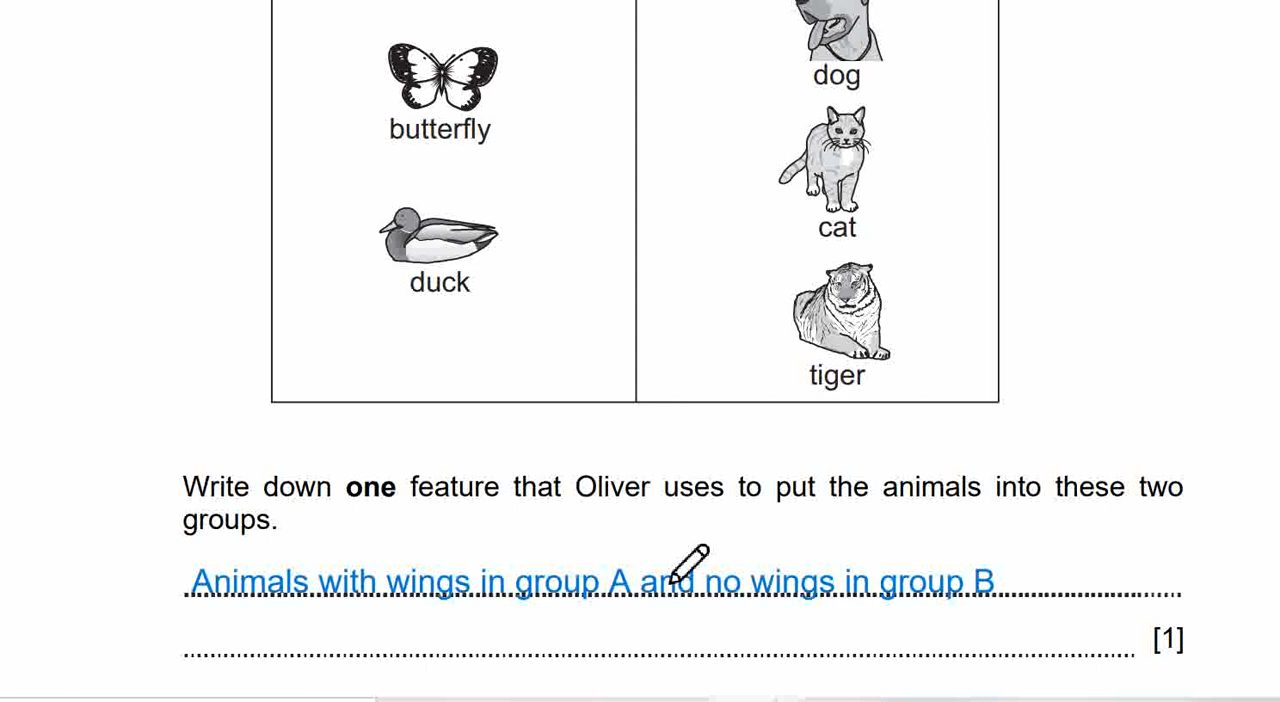 dog
butterfly
cat
duck
tiger
Write down one feature that Oliver uses to put the animals into these two
groups.
Animals with wings in group A and no wings in group B
[1]